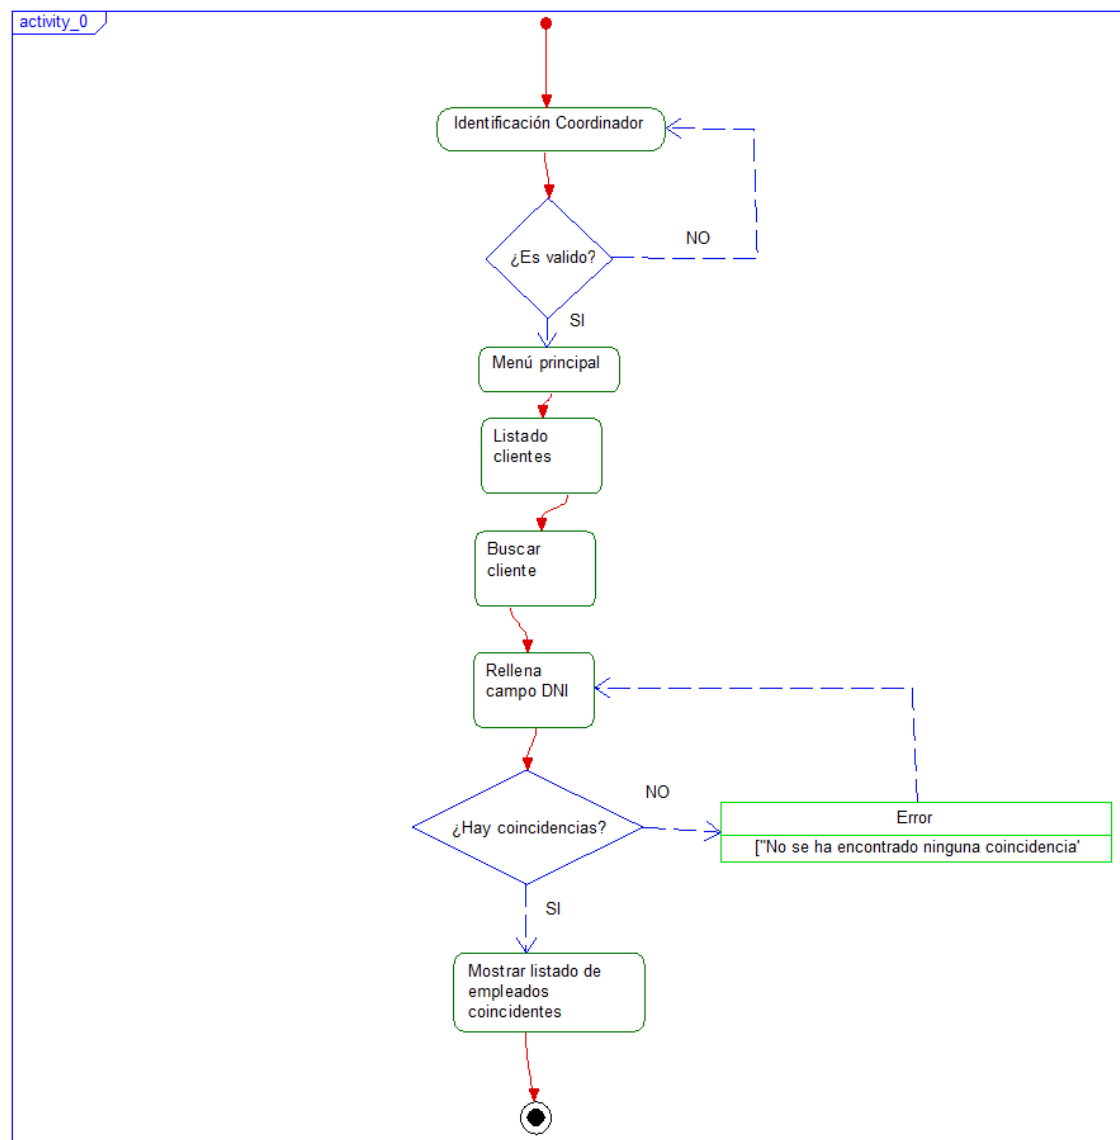 activity_0
Identificación Coordinador
¿Es valido?
NO
SI
Menú principal
Listado
clientes
Buscar
cliente
Rellena
campo DNI
¿Hay coincidencias?
NO
Error
["No se ha encontrado ninguna coincidencia'
SI
Mostrar listado de
empleados
coincidentes